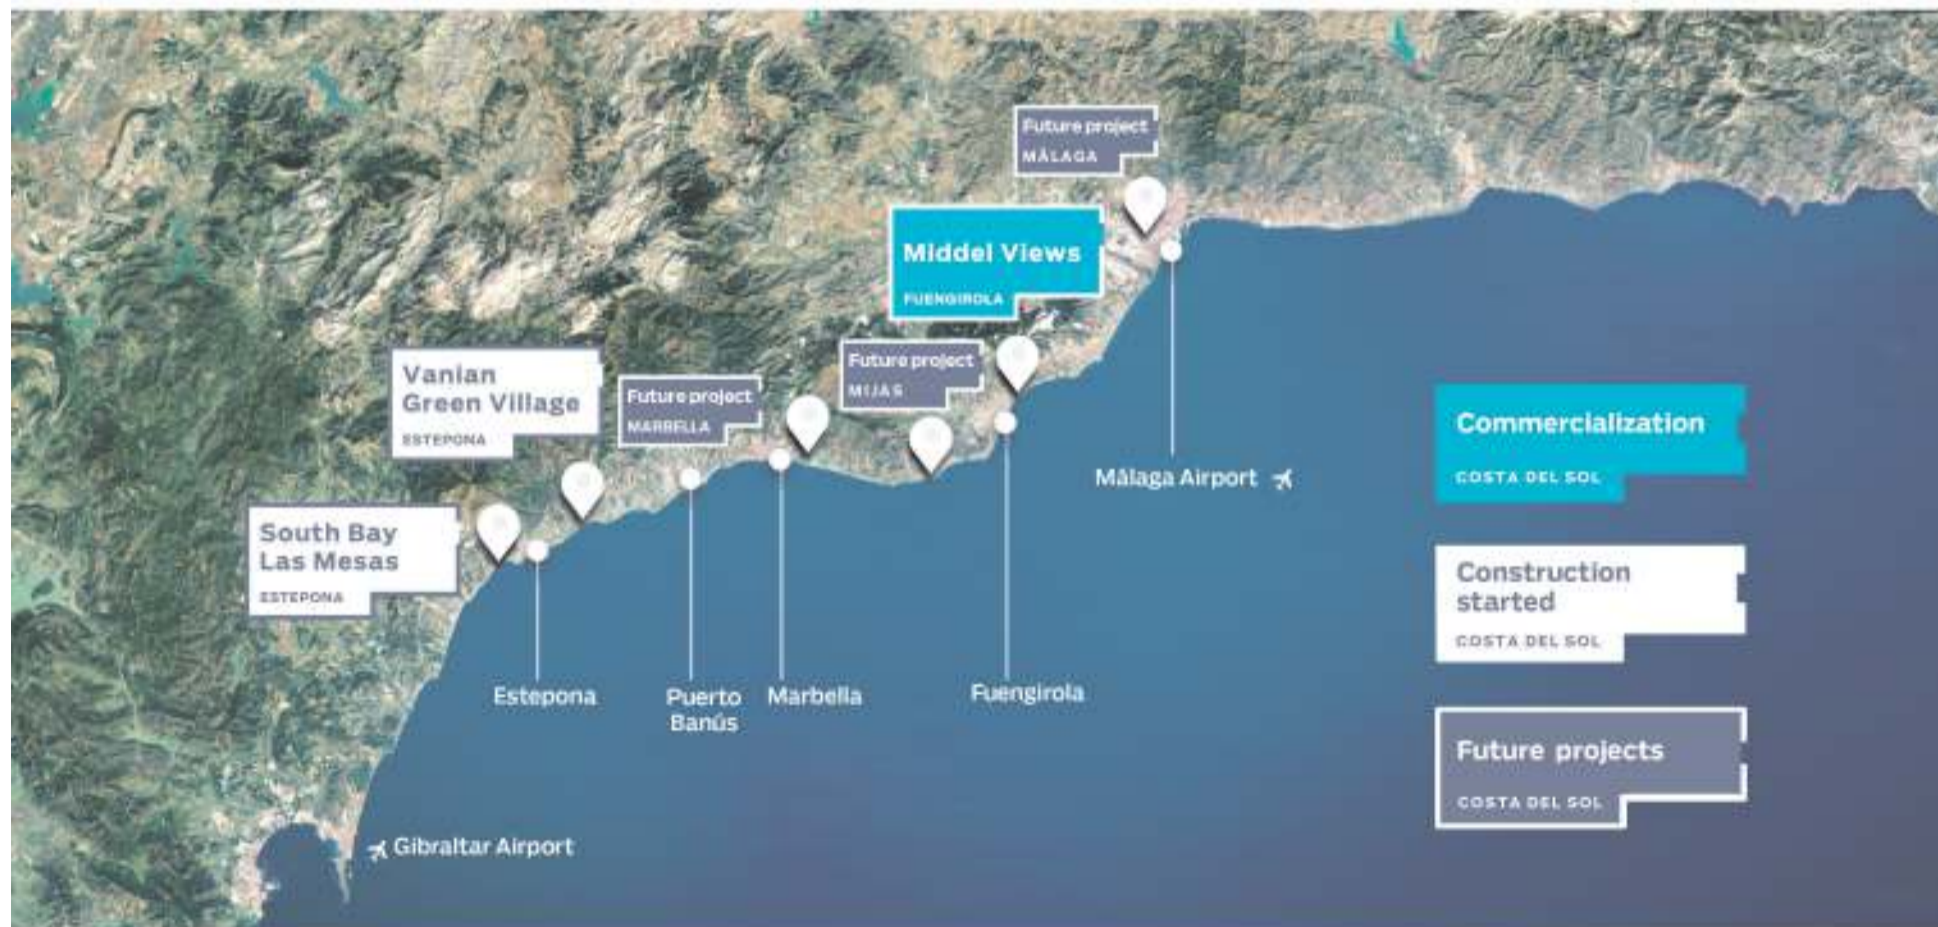 Future project
MÁLAGA
Middel Views
FUENGIROLA
Future project
MIJAS
Vanian
Green Village
ESTEPONA
Future project
MARBELLA
South Bay
Las Mesas
ESTEPONA
Málaga Airport
Estepona
Puerto
Banús
Marbella
Fuengirola
Gibraltar Airport
Commercialization
COSTA DEL SOL
Construction
started
COSTA DEL SOL
Future projects
COSTA DEL SOL